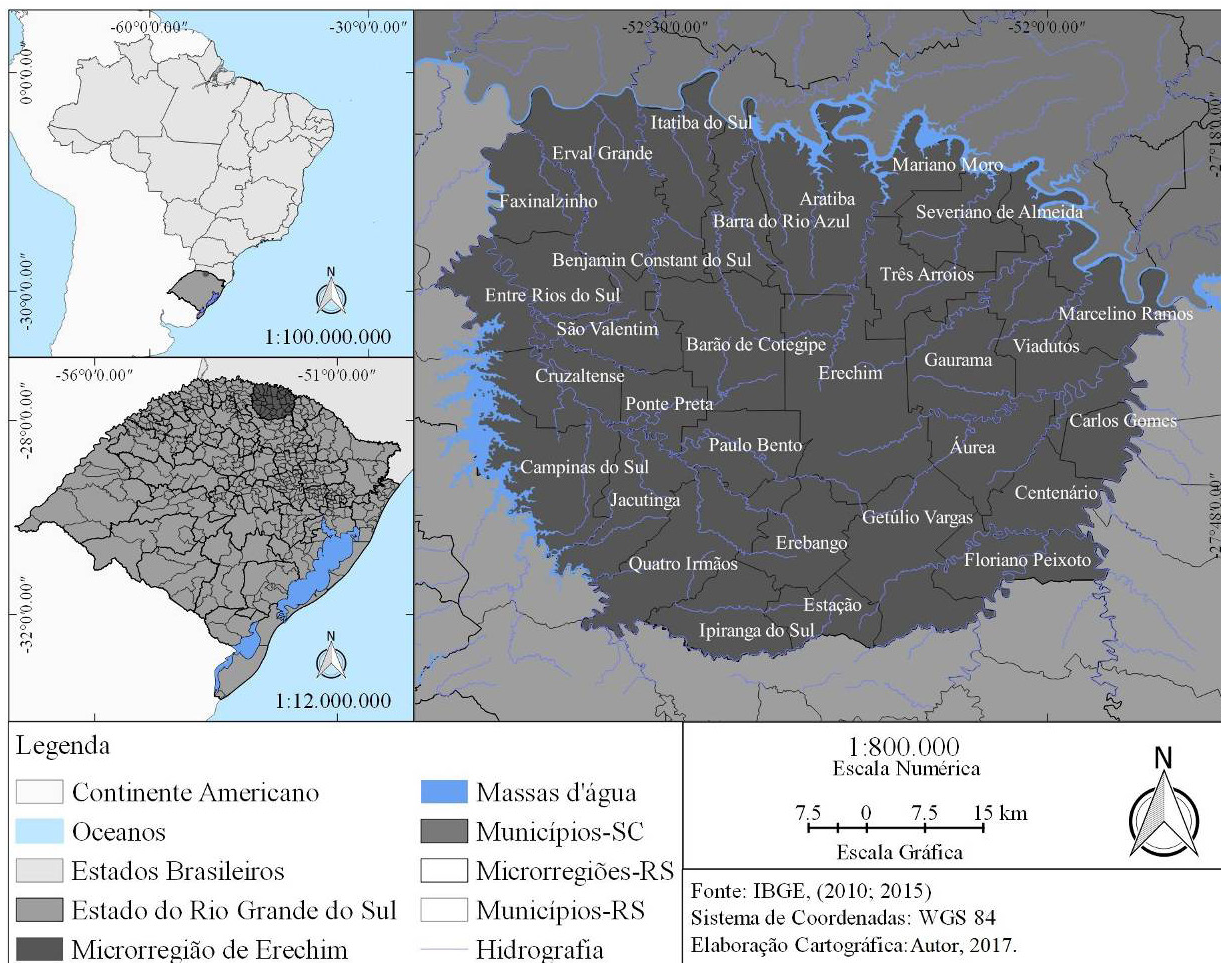 -60°0'0.00"
-30°0'0.00"
0°0'0.00"
-30°0'0.00"
N
1:100.000.000
-56°0'0.00"
-51°0'0.00"
-28°0'0.00"
-32°0'0.00"
N
1:12.000.000
-52°30'0.00"
-52°0'0.00"
-27°18'0.00"
-27°48'0.00"
Itatiba do Sul
Erval Grande
Mariano Moro
Faxinalzinho
Aratiba
Severiano de Almeida
Barra do Rio Azul
Benjamin Constant do Sul
Três Arroios
Entre Rios do Sul
Marcelino Ramos
São Valentim
Barão de Cotegipe
Viadutos
Gaurama
Erechim
Cruzaltense
Ponte Preta
Carlos Gomes
Paulo Bento
Áurea
Campinas do Sul
Centenário
Jacutinga
Getúlio Vargas
Erebango
Floriano Peixoto
Quatro Irmãos
Estação
Ipiranga do Sul
Legenda
Continente Americano
Oceanos
Estados Brasileiros
Estado do Rio Grande do Sul
Microrregião de Erechim
Massas d'água
Municípios-SC
Microrregiões-RS
Municípios-RS
Hidrografia
1:800.000
Escala Numérica
7.5 0 7.5 15 km
Escala Gráfica
N
Fonte: IBGE, (2010; 2015)
Sistema de Coordenadas: WGS 84
Elaboração Cartográfica: Autor, 2017.